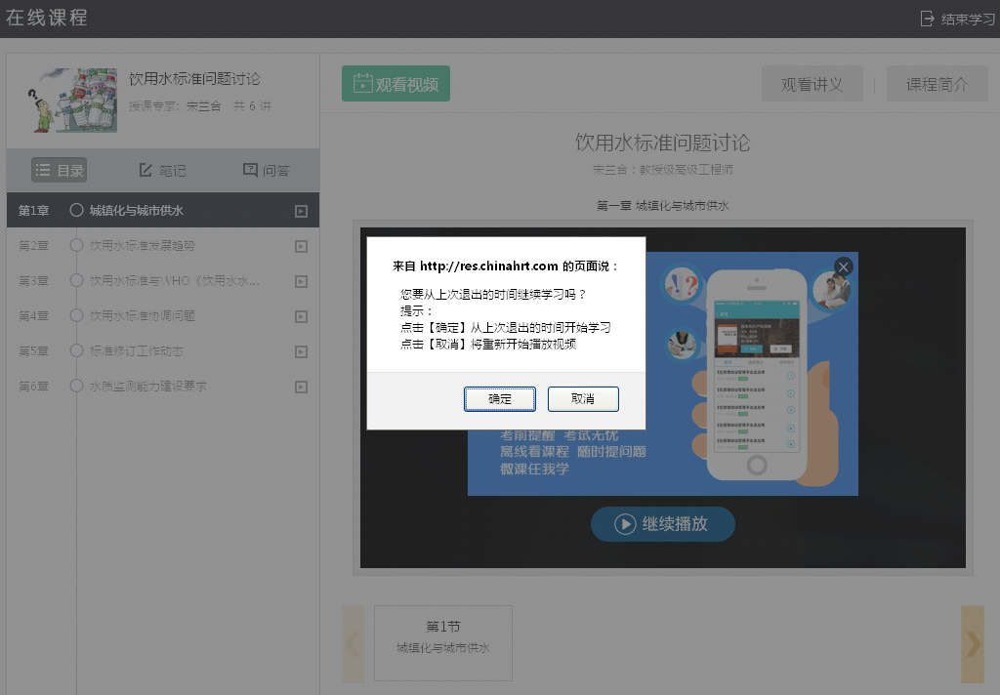 在线课程
结束学习
饮用水标准问题讨论
授课专家: 宋兰合 共 6 讲
观看视频
观看讲义
课程简介
目录
笔记
问答
第1章 城镇化与城市供水
第2章 饮用水标准发展趋势
第3章 饮用水标准与WHO《饮用水水...
第4章 饮用水标准协调问题
第5章 标准修订工作动态
第6章 水质监测能力建设要求
饮用水标准问题讨论
宋兰合：教授级高级工程师
第一章 城镇化与城市供水
来自 http://res.chinahrt.com 的页面说：
您要从上次退出的时间继续学习吗？
提示：
点击【确定】从上次退出的时间开始学习
点击【取消】将重新开始播放视频
确定
取消
考前提醒 考试无忧
离线看课程 随时提问题
微课任我学
继续播放
第1节
城镇化与城市供水